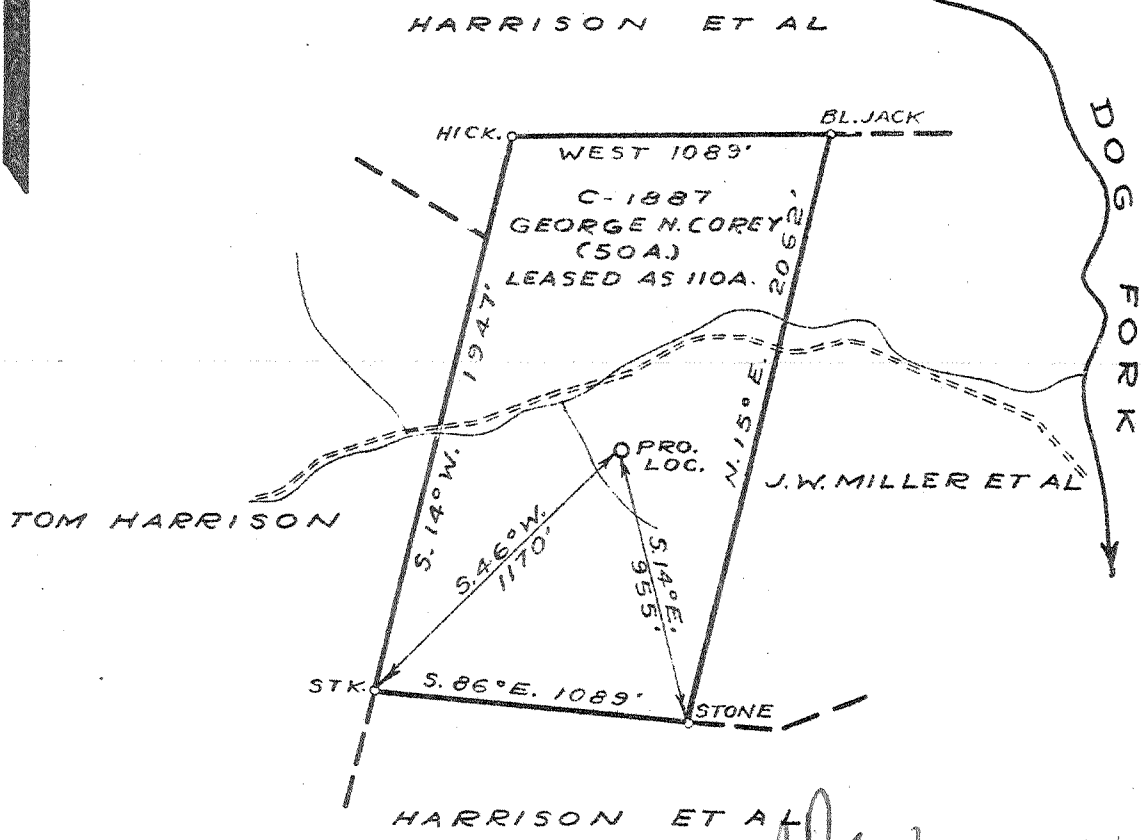 HARRISON ET AL
DOG FORK
HICK.
BL. JACK
WEST 1089'
C-1887
GEORGE N. COREY
(50A.)
LEASED AS 110A.
S. 14° W. 1947'
N. 15° E. 2062'
PRO.
LOC.
J.W. MILLER ET AL
TOM HARRISON
S. 46° W.
1170'
S. 14° E.
955'
STK.
S. 86° E. 1089'
STONE
HARRISON ET AL